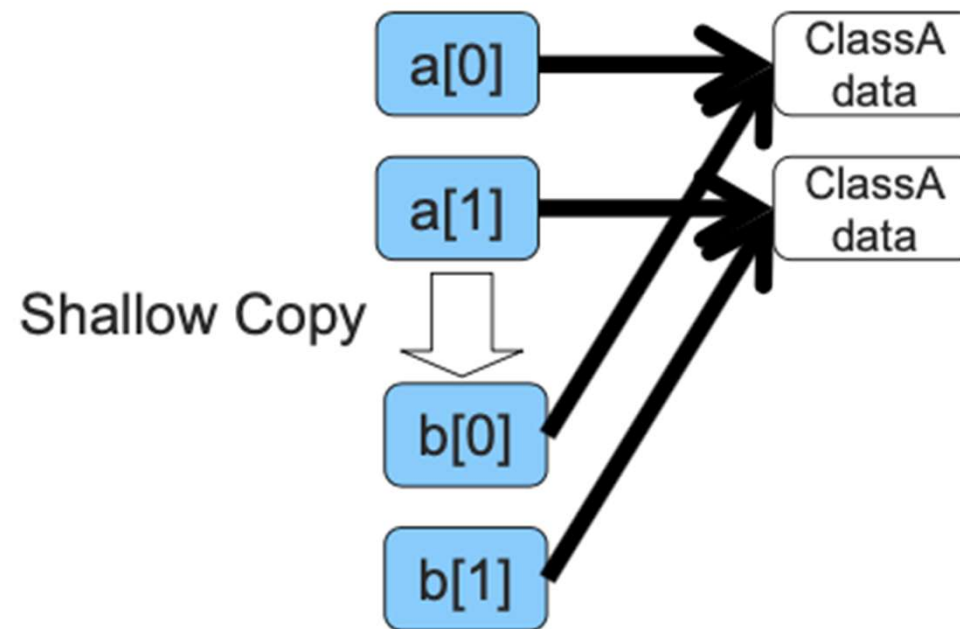 a[0]
ClassA
data
a[1]
ClassA
data
Shallow Copy
b[0]
b[1]